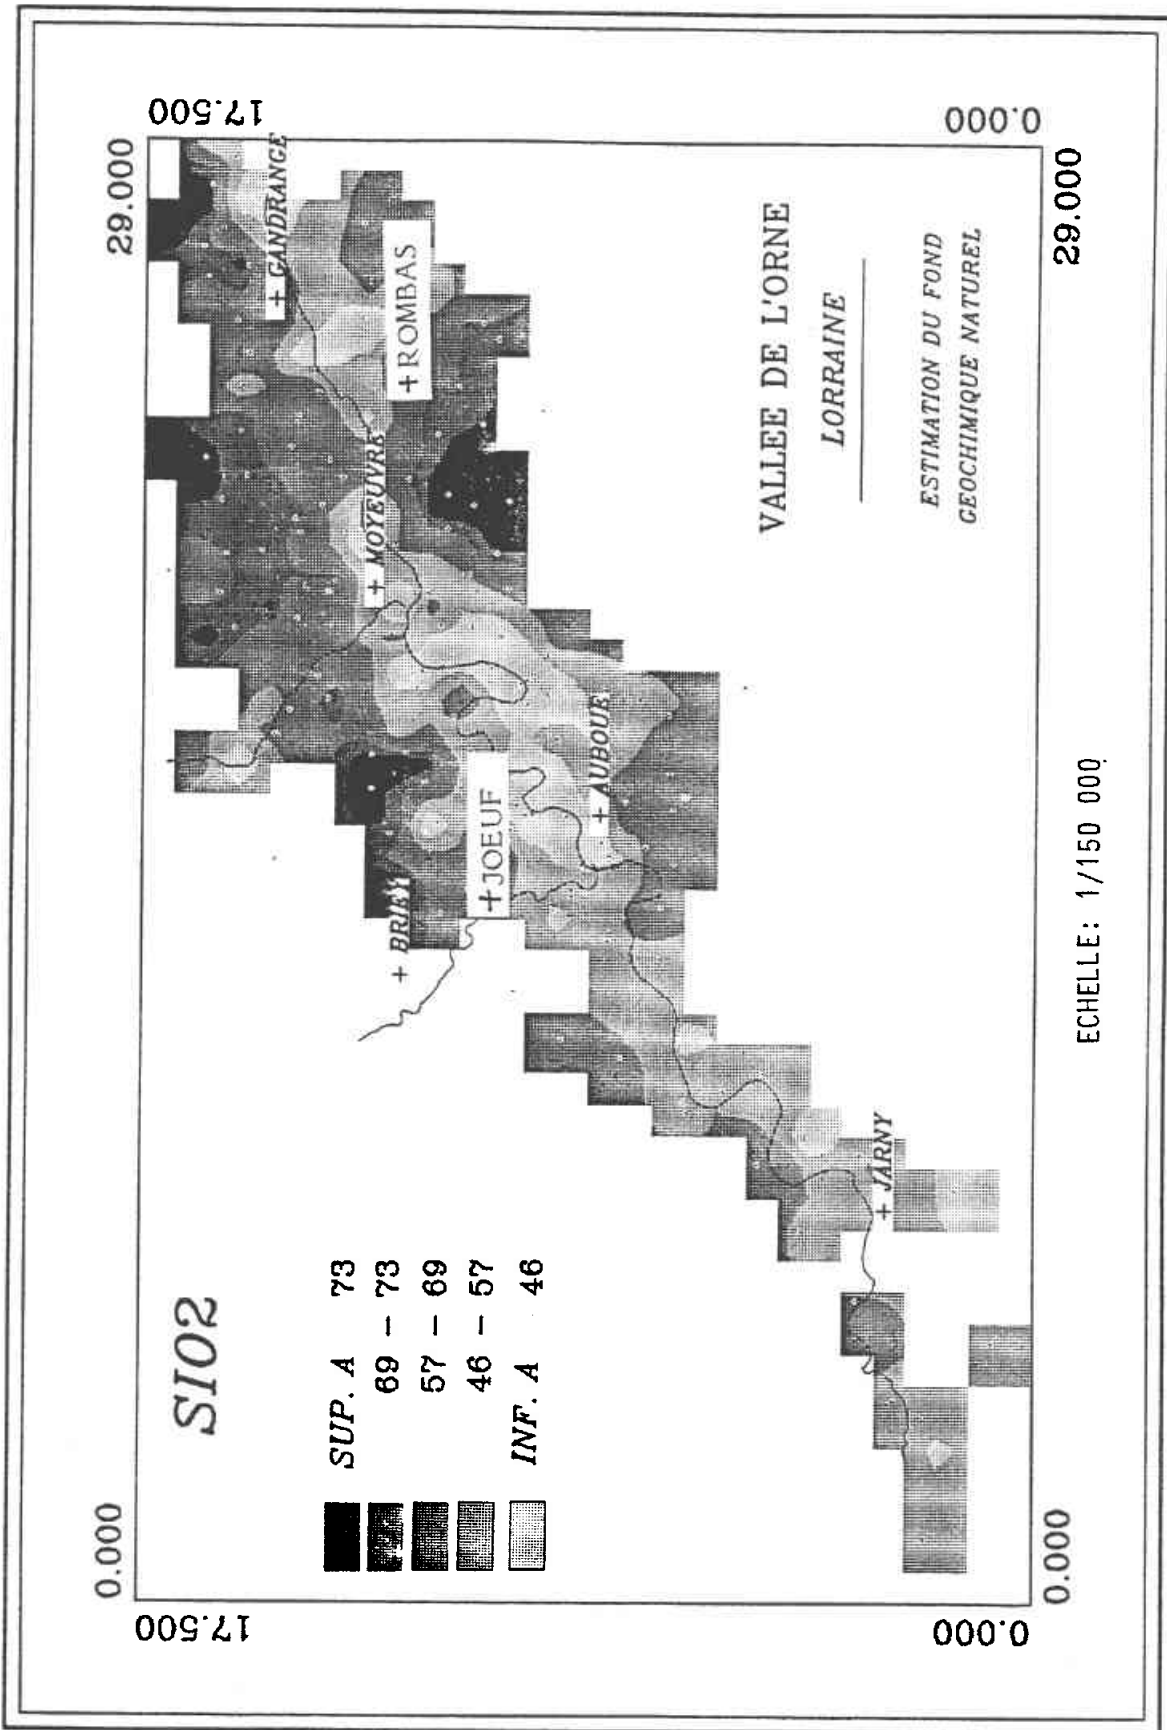 SIO2
0.000
29.000
17.500
17.500
SUP. A 73
69 - 73
57 - 69
46 - 57
INF. A 46
+ GANDRANGE
+ ROMBAS
+ MOYEUVRE
+ BRIEY
+ JOEUF
+ AUBOUE
+ JARNY
VALLEE DE L'ORNE
LORRAINE
ESTIMATION DU FOND
GEOCHIMIQUE NATUREL
0.000
0.000
0.000
29.000
ECHELLE: 1/150 000